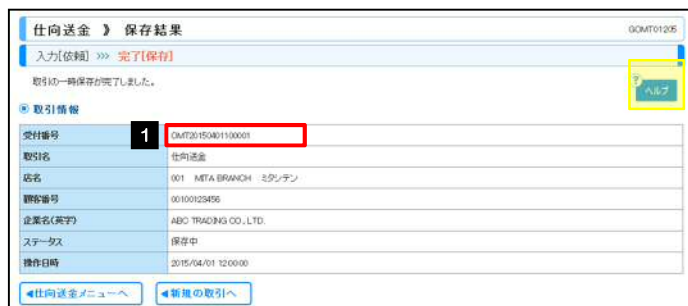 仕向送金 》 保存結果
GOMT01205
入力[依頼] >>> 完了[保存]
取引の一時保存が完了しました。
? ヘルプ
取引情報
受付番号 1 OMT20150401100001
取引名 仕向送金
店名 001 MITA BRANCH ミタシテン
顧客番号 00100123456
企業名(英字) ABC TRADING CO., LTD.
ステータス 保存中
操作日時 2015/04/01 12:00:00
◀仕向送金メニューへ ◀新規の取引へ